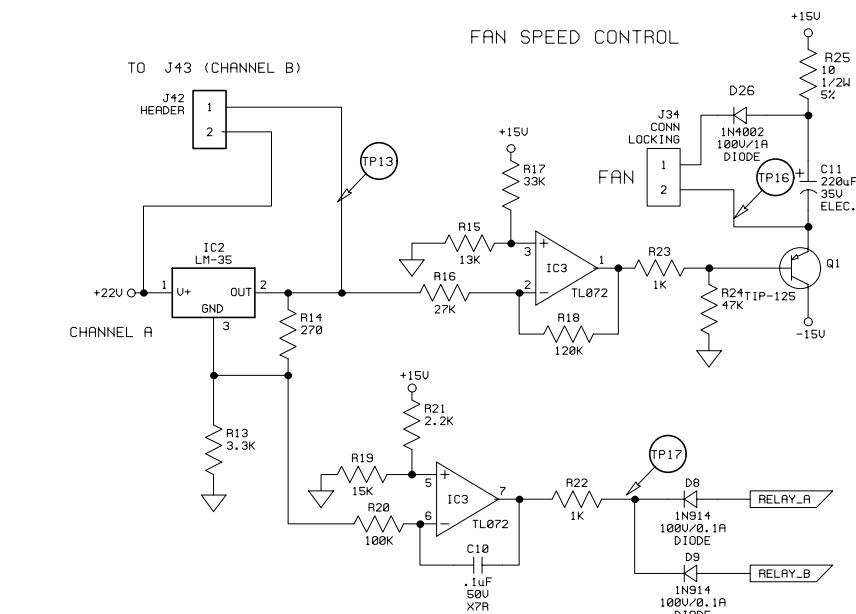 FAN SPEED CONTROL
+15V
R25
10
1/2W
5%
TO J43 (CHANNEL B)
J42
HEADER
1
2
D26
1N4002
100V/1A
DIODE
J34
CONN
LOCKING
1
2
FAN
TP16
+
C11
220uF
35V
ELEC.
TP13
+15V
R17
33K
R15
13K
3
+
IC3
1
TL072
2
−
R16
27K
R18
120K
R23
1K
R24
47K
TIP-125
Q1
-15V
IC2
LM-35
+22V
1
V+
OUT
2
GND
3
R14
270
CHANNEL A
R13
3.3K
+15V
R21
2.2K
R19
15K
5
+
IC3
7
TL072
6
−
R20
100K
C10
.1uF
50V
X7R
R22
1K
TP17
D8
1N914
100V/0.1A
DIODE
RELAY_A
D9
1N914
100V/0.1A
DIODE
RELAY_B